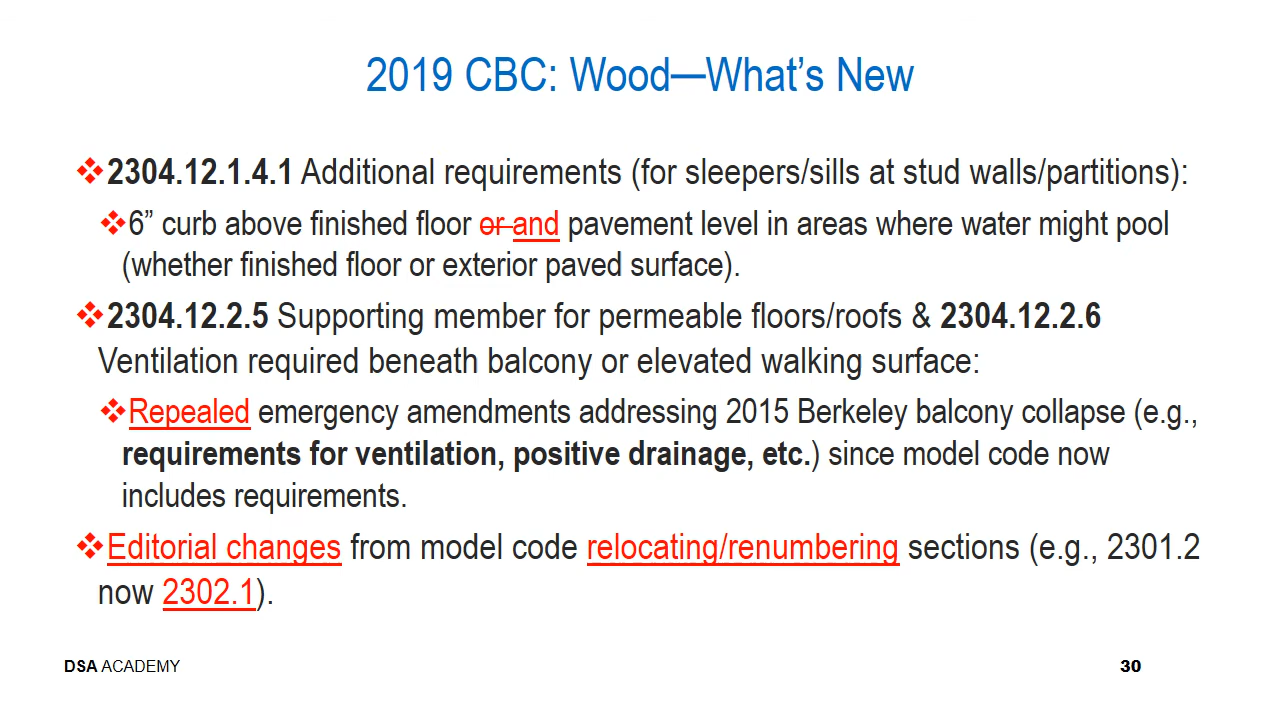 2019 CBC: Wood—What’s New
❖2304.12.1.4.1 Additional requirements (for sleepers/sills at stud walls/partitions):
❖6” curb above finished floor or and pavement level in areas where water might pool
(whether finished floor or exterior paved surface).
❖2304.12.2.5 Supporting member for permeable floors/roofs & 2304.12.2.6
Ventilation required beneath balcony or elevated walking surface:
❖Repealed emergency amendments addressing 2015 Berkeley balcony collapse (e.g.,
requirements for ventilation, positive drainage, etc.) since model code now
includes requirements.
❖Editorial changes from model code relocating/renumbering sections (e.g., 2301.2
now 2302.1).
DSA ACADEMY
30